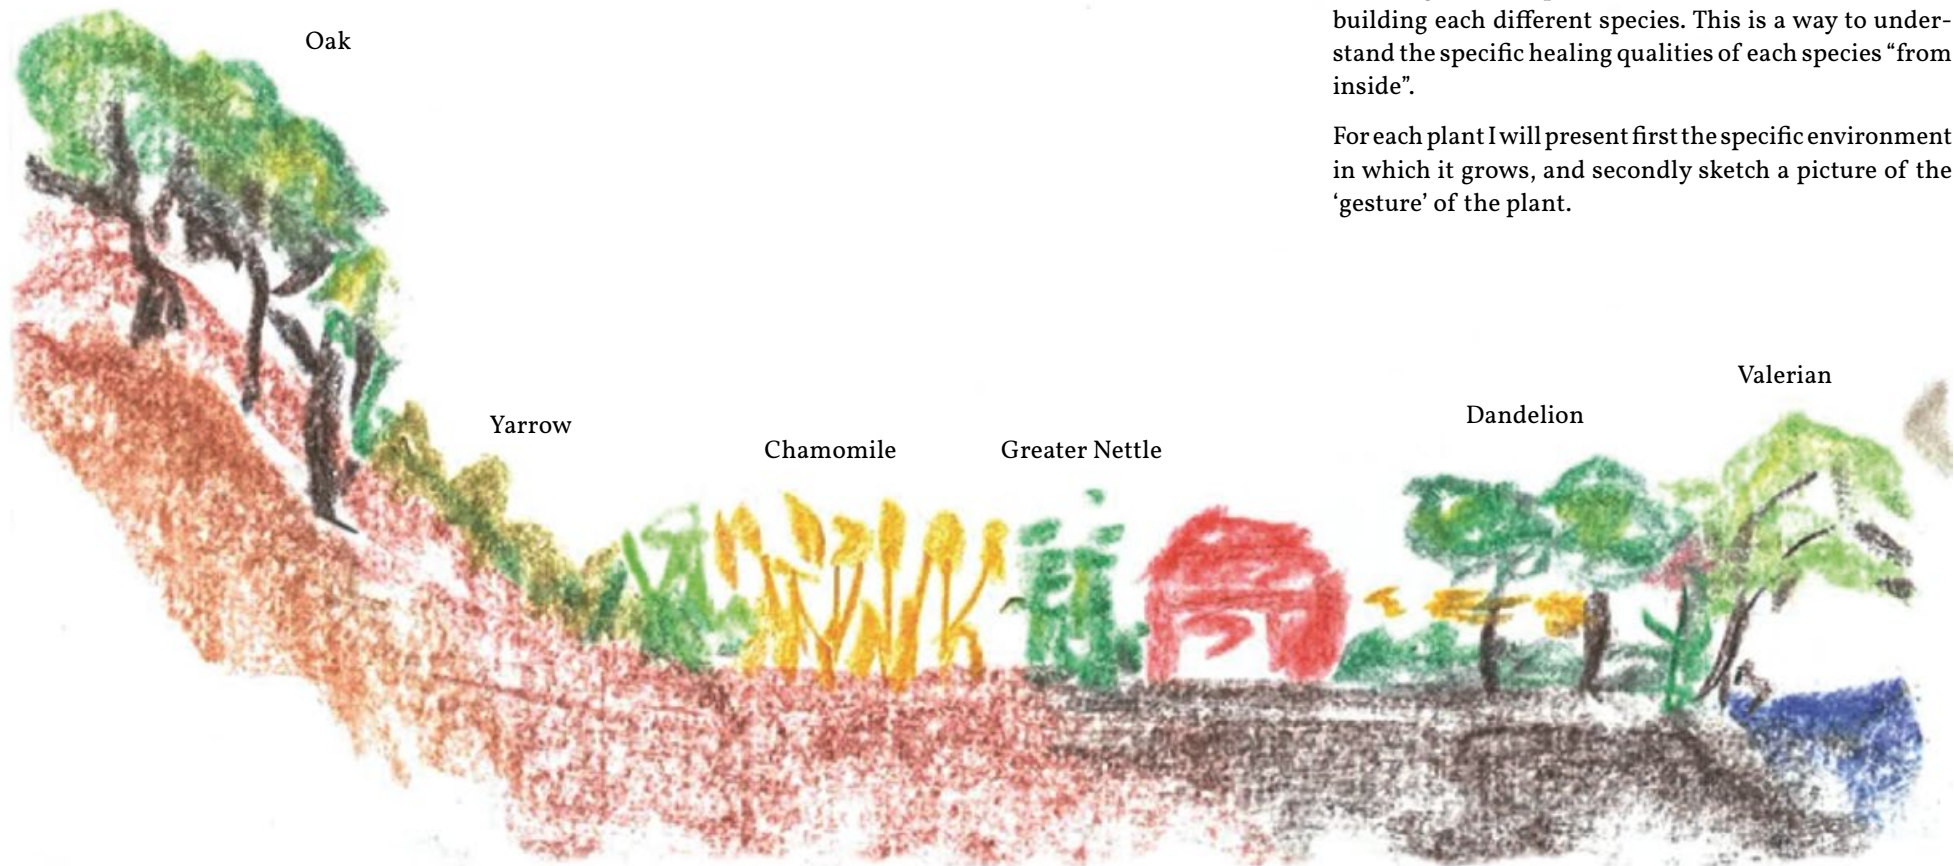 building each different species. This is a way to under-
stand the specific healing qualities of each species “from
inside”.
For each plant I will present first the specific environment
in which it grows, and secondly sketch a picture of the
‘gesture’ of the plant.
Oak
Yarrow
Chamomile
Greater Nettle
Dandelion
Valerian